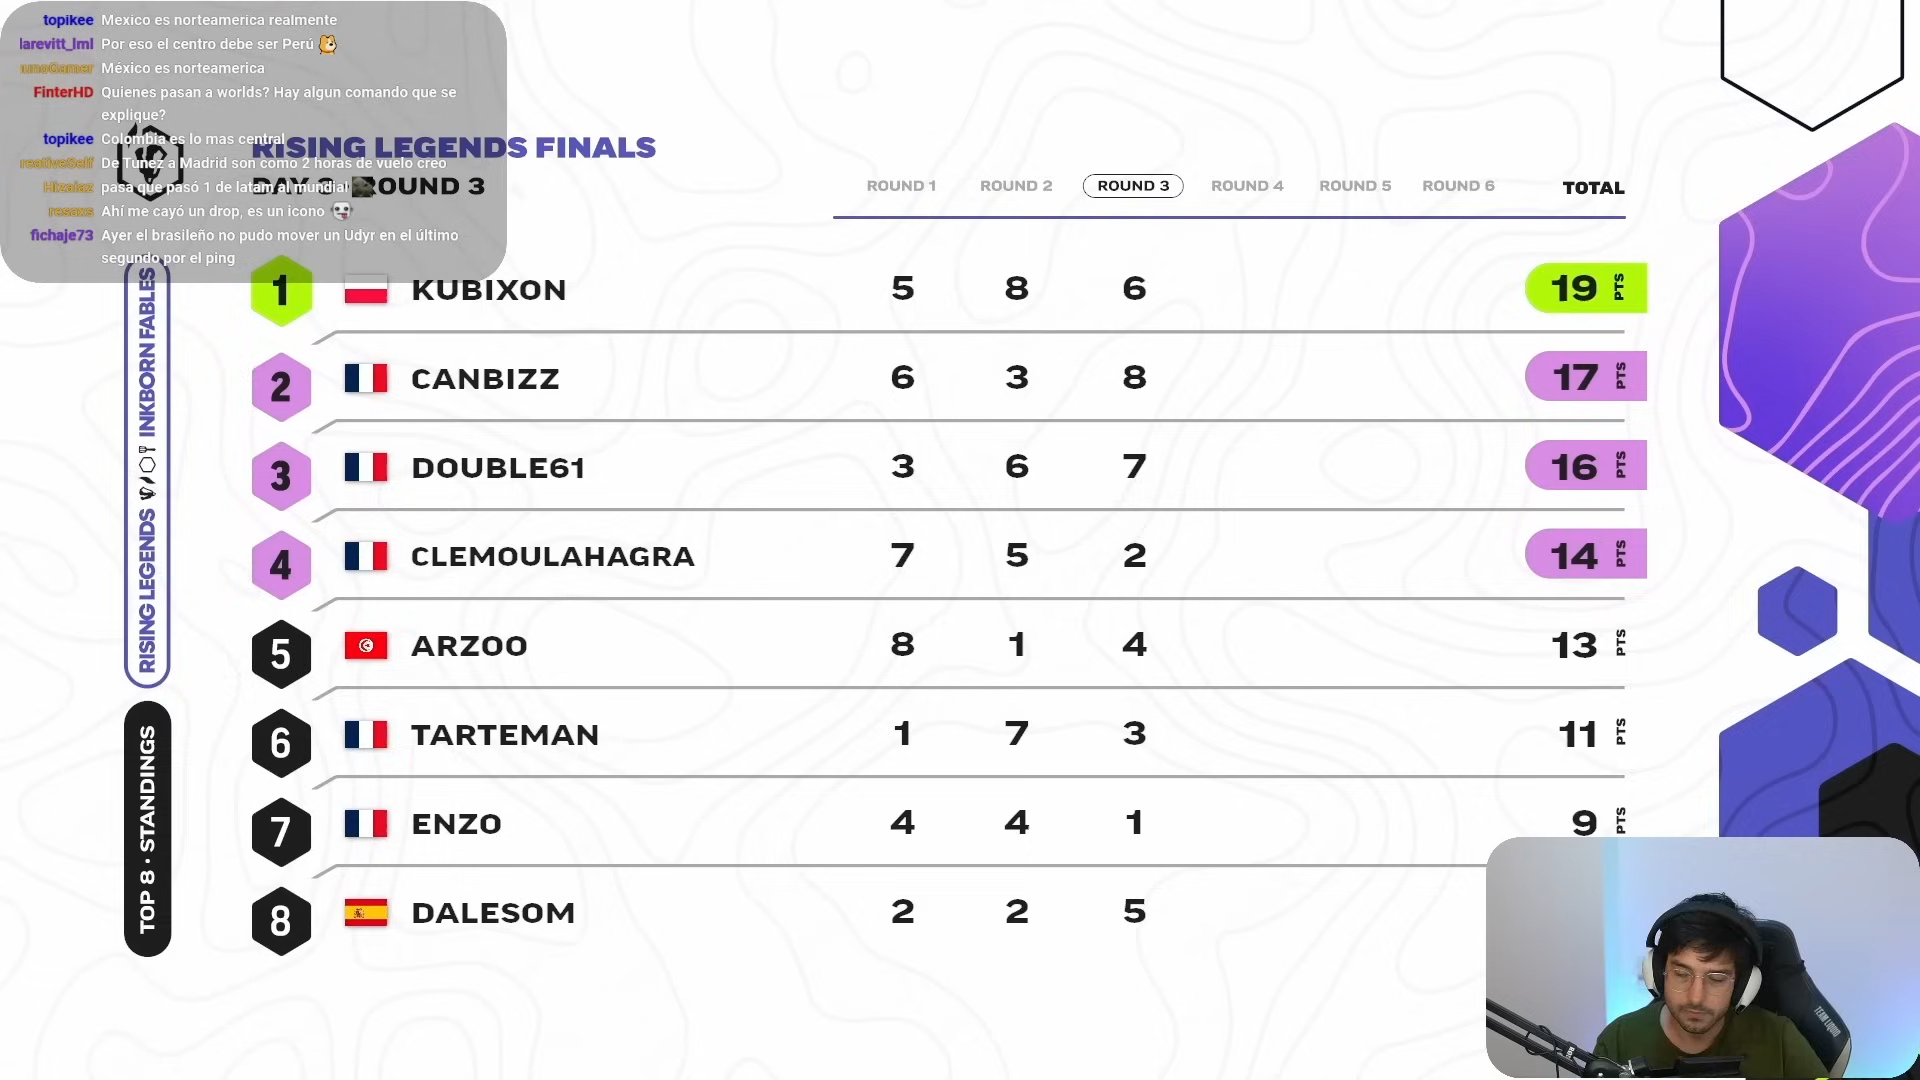 topikee Mexico es norteamerica realmente
larevitt_lml Por eso el centro debe ser Perú
unoGamer México es norteamerica
FinterHD Quienes pasan a worlds? Hay algun comando que se
explique?
topikee Colombia es lo mas central
De Tunez a Madrid son como 2 horas de vuelo creo
pasa que pasó 1 de latam al mundial
Ahí me cayó un drop, es un icono
fichaje73 Ayer el brasileño no pudo mover un Udyr en el último
segundo por el ping
RISING LEGENDS FINALS
DAY ROUND 3
ROUND 1 ROUND 2 ROUND 3 ROUND 4 ROUND 5 ROUND 6 TOTAL
1 KUBIXON 5 8 6 19 PTS
2 CANBIZZ 6 3 8 17 PTS
3 DOUBLE61 3 6 7 16 PTS
4 CLEMOULAHAGRA 7 5 2 14 PTS
5 ARZOO 8 1 4 13 PTS
6 TARTEMAN 1 7 3 11 PTS
7 ENZO 4 4 1 9 PTS
8 DALESOM 2 2 5
RISING LEGENDS INKBORN FABLES
TOP 8 · STANDINGS
TEAM LIQUID